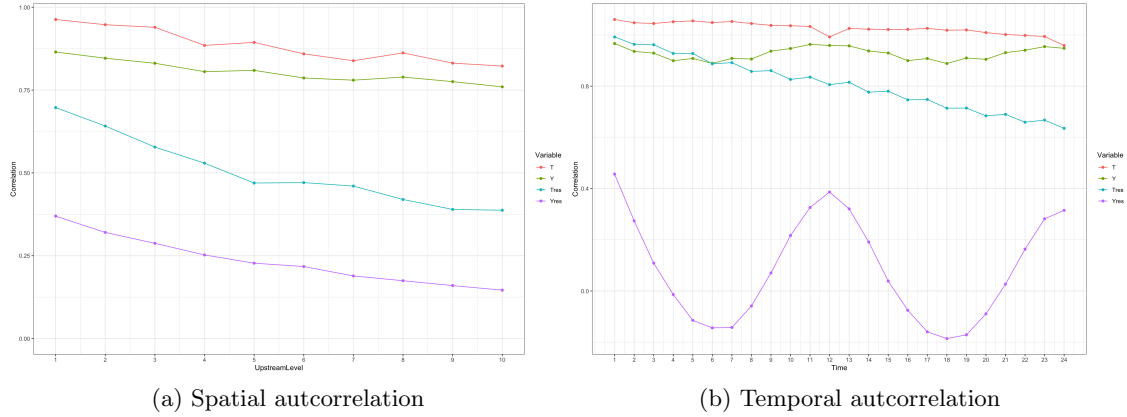 1.00
0.75
0.50
0.25
0.00
Correlation
1 2 3 4 5 6 7 8 9 10
UpstreamLevel
Variable
T
Y
Tres
Yres
(a) Spatial autocorrelation
0.8
0.4
0.0
Correlation
1 2 3 4 5 6 7 8 9 10 11 12 13 14 15 16 17 18 19 20 21 22 23 24
Time
Variable
T
Y
Tres
Yres
(b) Temporal autocorrelation